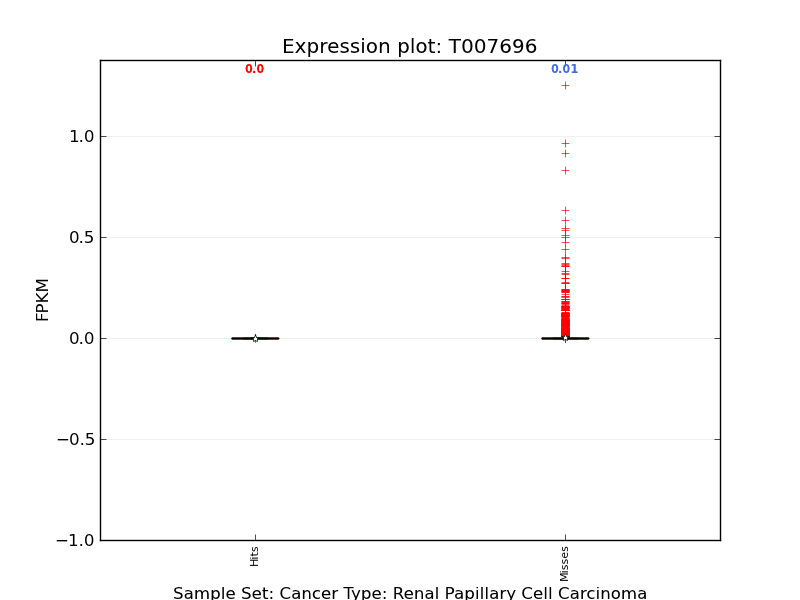 Expression plot: T007696
0.0
0.01
1.0
0.5
0.0
−0.5
−1.0
FPKM
Hits
Misses
Sample Set: Cancer Type: Renal Papillary Cell Carcinoma